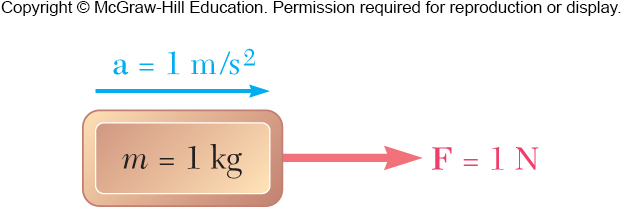 Copyright © McGraw-Hill Education. Permission required for reproduction or display.
a = 1 m/s²
m = 1 kg
F = 1 N